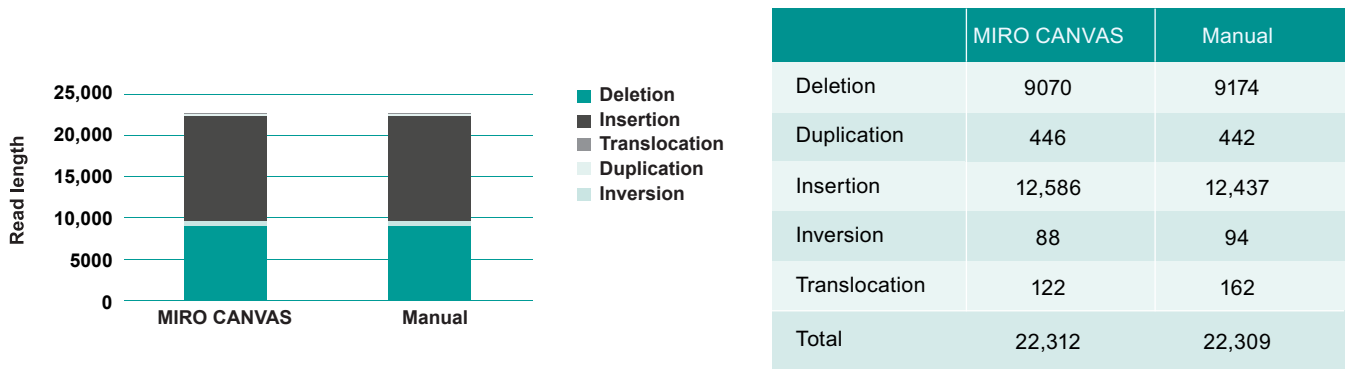 25,000
20,000
15,000
10,000
5000
0
Read length
MIRO CANVAS
Manual
Deletion
Insertion
Translocation
Duplication
Inversion
MIRO CANVAS Manual
Deletion 9070 9174
Duplication 446 442
Insertion 12,586 12,437
Inversion 88 94
Translocation 122 162
Total 22,312 22,309